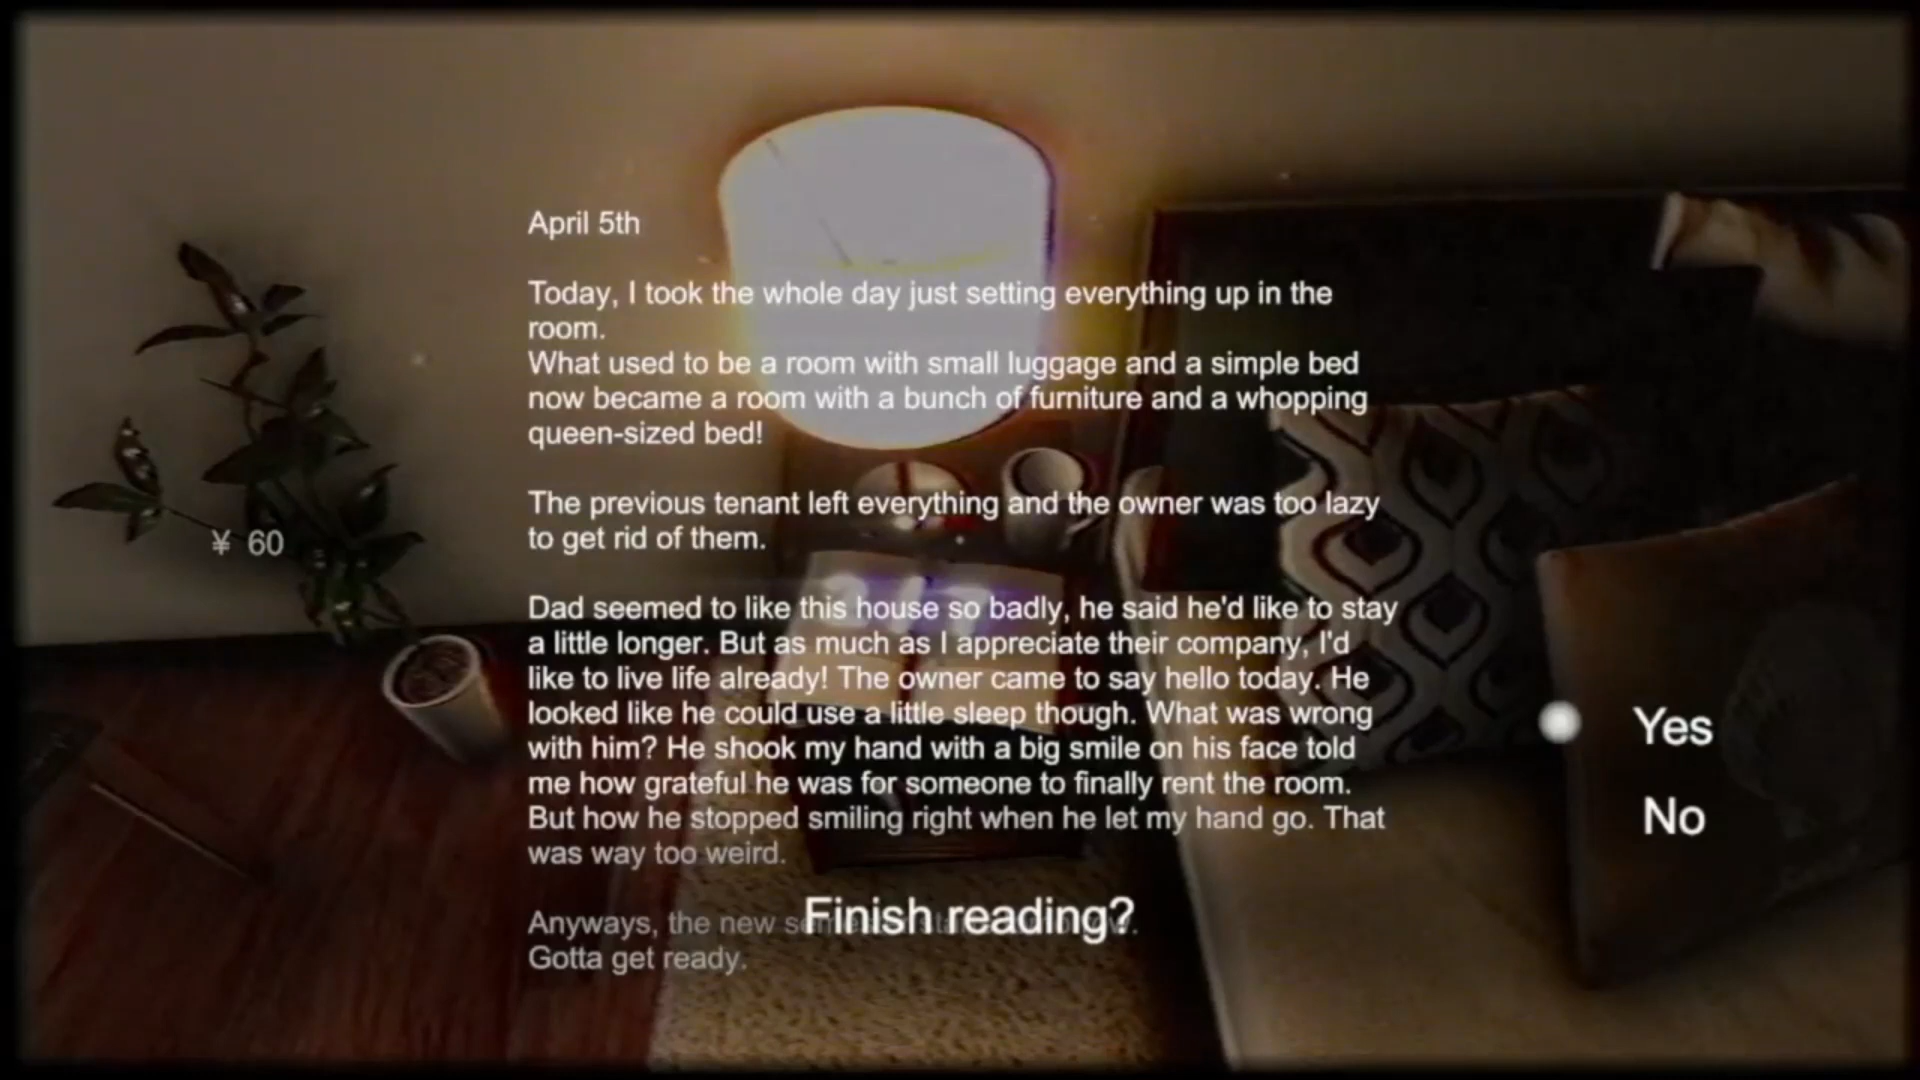 April 5th
Today, I took the whole day just setting everything up in the
room.
What used to be a room with small luggage and a simple bed
now became a room with a bunch of furniture and a whopping
queen-sized bed!
The previous tenant left everything and the owner was too lazy
to get rid of them.
¥ 60
Dad seemed to like this house so badly, he said he'd like to stay
a little longer. But as much as I appreciate their company, I'd
like to live life already! The owner came to say hello today. He
looked like he could use a little sleep though. What was wrong
with him? He shook my hand with a big smile on his face told
me how grateful he was for someone to finally rent the room.
But how he stopped smiling right when he let my hand go. That
was way too weird.
Anyways, the new
Gotta get ready.
Finish reading?
Yes
No